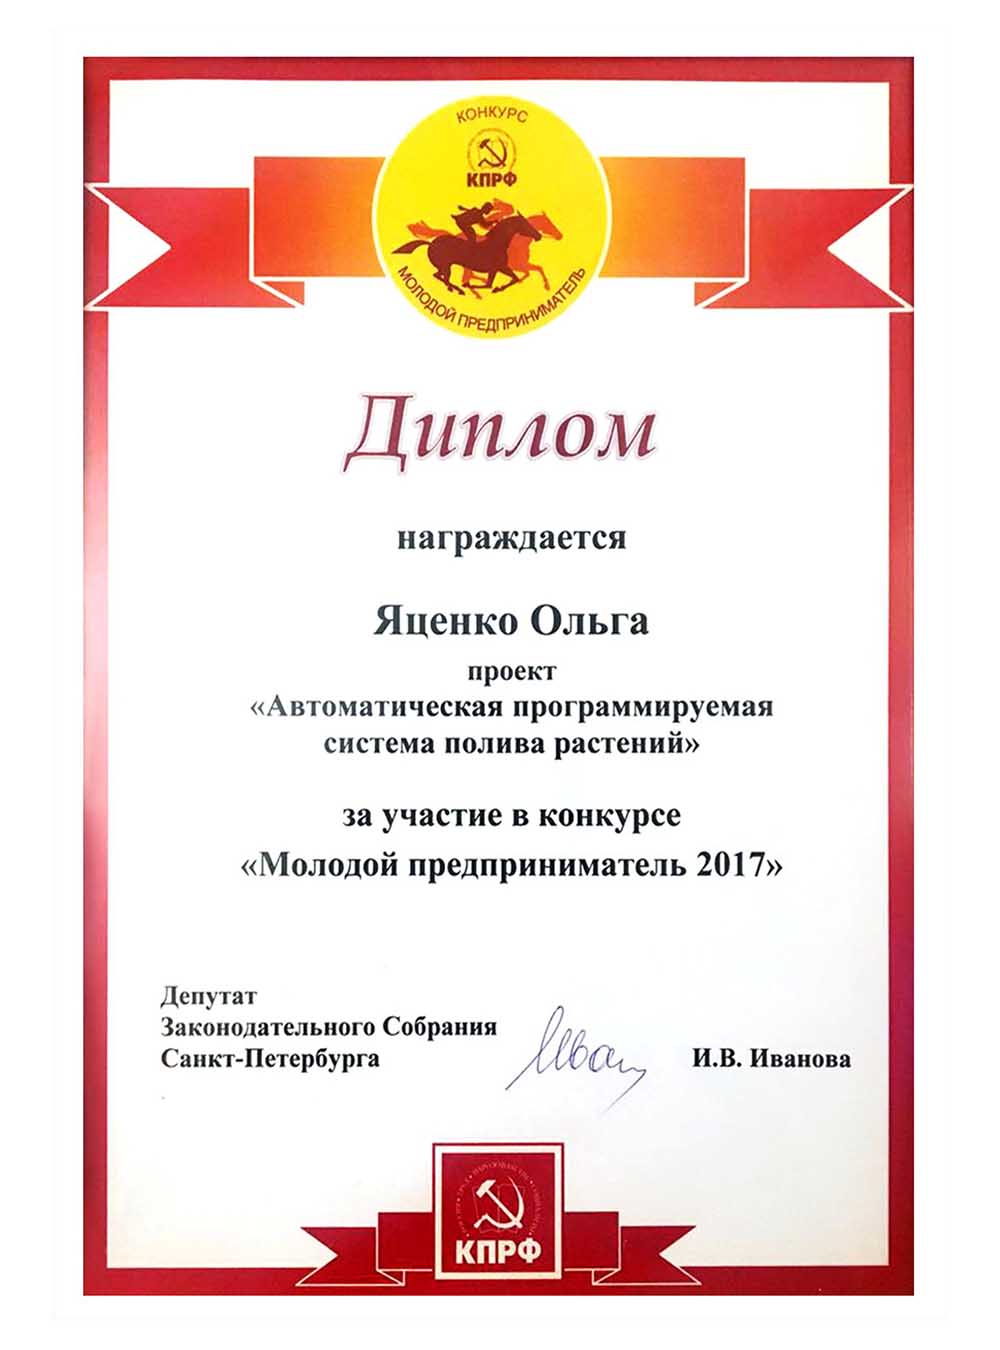 КОНКУРС
КПРФ
МОЛОДОЙ ПРЕДПРИНИМАТЕЛЬ
Диплом
награждается
Яценко Ольга
проект
«Автоматическая программируемая
система полива растений»
за участие в конкурсе
«Молодой предприниматель 2017»
Депутат
Законодательного Собрания
Санкт-Петербурга
И.В. Иванова
КПРФ